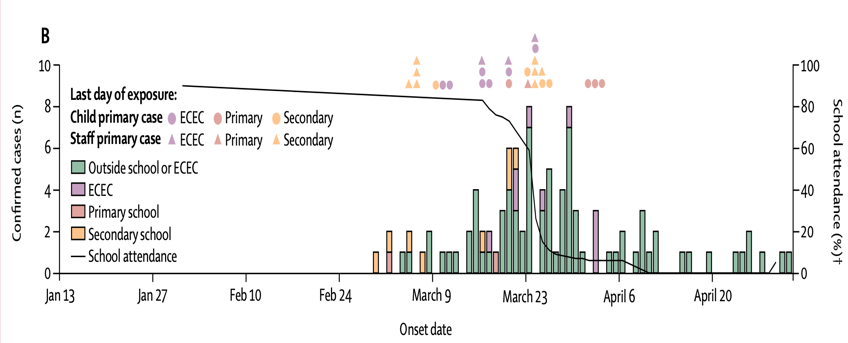 B
Confirmed cases (n)
10
8
6
4
2
0
Last day of exposure:
Child primary case ECEC Primary Secondary
Staff primary case ECEC Primary Secondary
Outside school or ECEC
ECEC
Primary school
Secondary school
School attendance
100
80
60
40
20
0
School attendance (%)†
Jan 13 Jan 27 Feb 10 Feb 24 March 9 March 23 April 6 April 20
Onset date